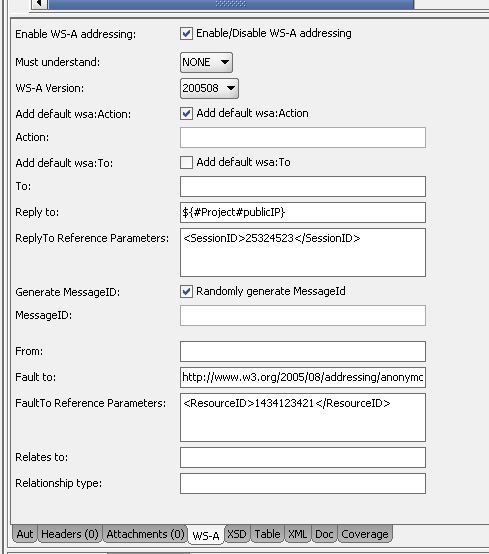 Enable WS-A addressing: Enable/Disable WS-A addressing
Must understand: NONE
WS-A Version: 200508
Add default wsa:Action: Add default wsa:Action
Action:
Add default wsa:To: Add default wsa:To
To:
Reply to: ${#Project#publicIP}
ReplyTo Reference Parameters: <SessionID>25324523</SessionID>
Generate MessageID: Randomly generate MessageId
MessageID:
From:
Fault to: http://www.w3.org/2005/08/addressing/anonymc
FaultTo Reference Parameters: <ResourceID>1434123421</ResourceID>
Relates to:
Relationship type:
Aut Headers (0) Attachments (0) WS-A XSD Table XML Doc Coverage